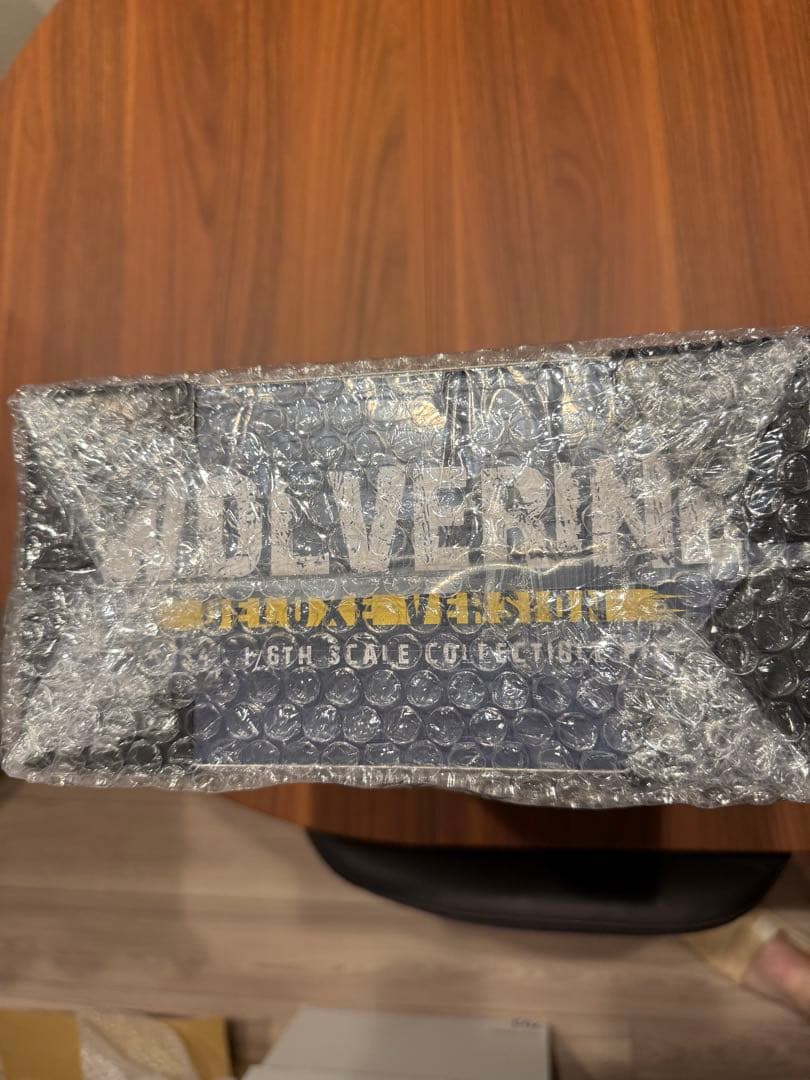 WOLVERINE
DELUXE VERSION
1/6TH SCALE COLLECTIBLE